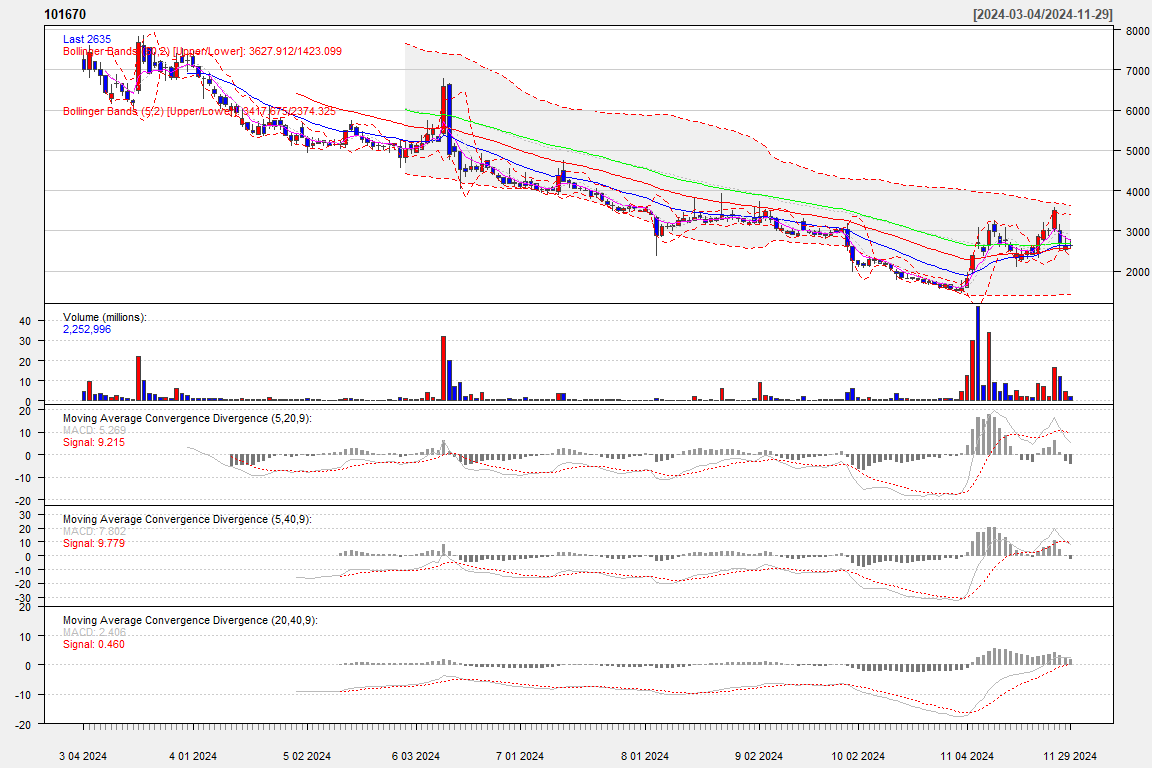 101670
[2024-03-04/2024-11-29]
Last 2635
Bollinger Bands (60,2) [Upper/Lower]: 3627.912/1423.099
Bollinger Bands (5,2) [Upper/Lower]: 3417.675/2374.325
8000
7000
6000
5000
4000
3000
2000
Volume (millions):
2,252,996
40
30
20
10
0
Moving Average Convergence Divergence (5,20,9):
MACD: 5.269
Signal: 9.215
20
10
0
-10
-20
Moving Average Convergence Divergence (5,40,9):
MACD: 7.802
Signal: 9.779
30
20
10
0
-10
-20
-30
Moving Average Convergence Divergence (20,40,9):
MACD: 2.406
Signal: 0.460
20
10
0
-10
-20
3 04 2024
4 01 2024
5 02 2024
6 03 2024
7 01 2024
8 01 2024
9 02 2024
10 02 2024
11 04 2024
11 29 2024